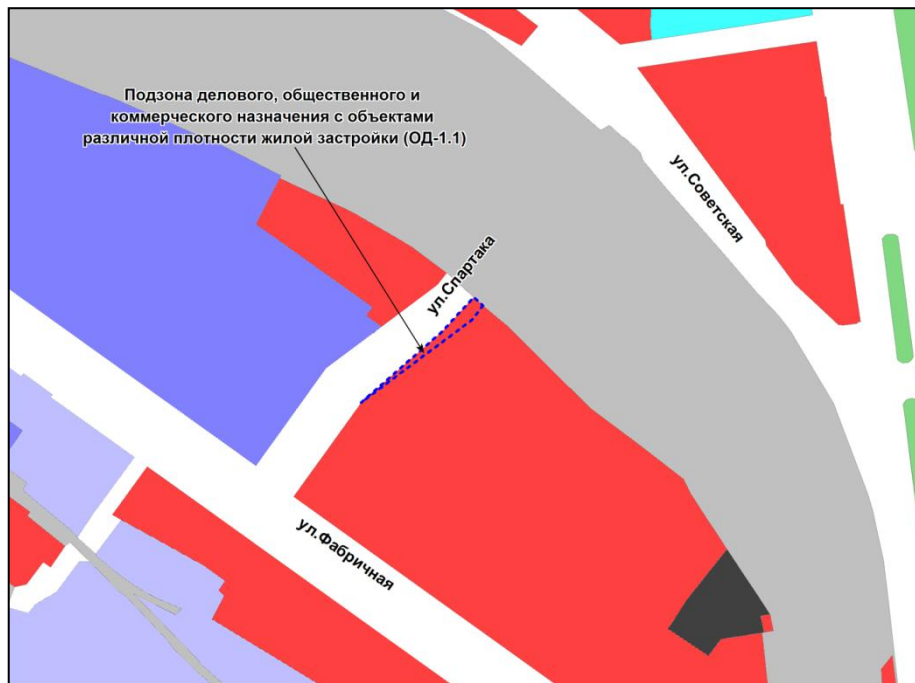 Подзона делового, общественного и
коммерческого назначения с объектами
различной плотности жилой застройки (ОД-1.1)
ул.Советская
ул.Спартака
ул.Фабричная